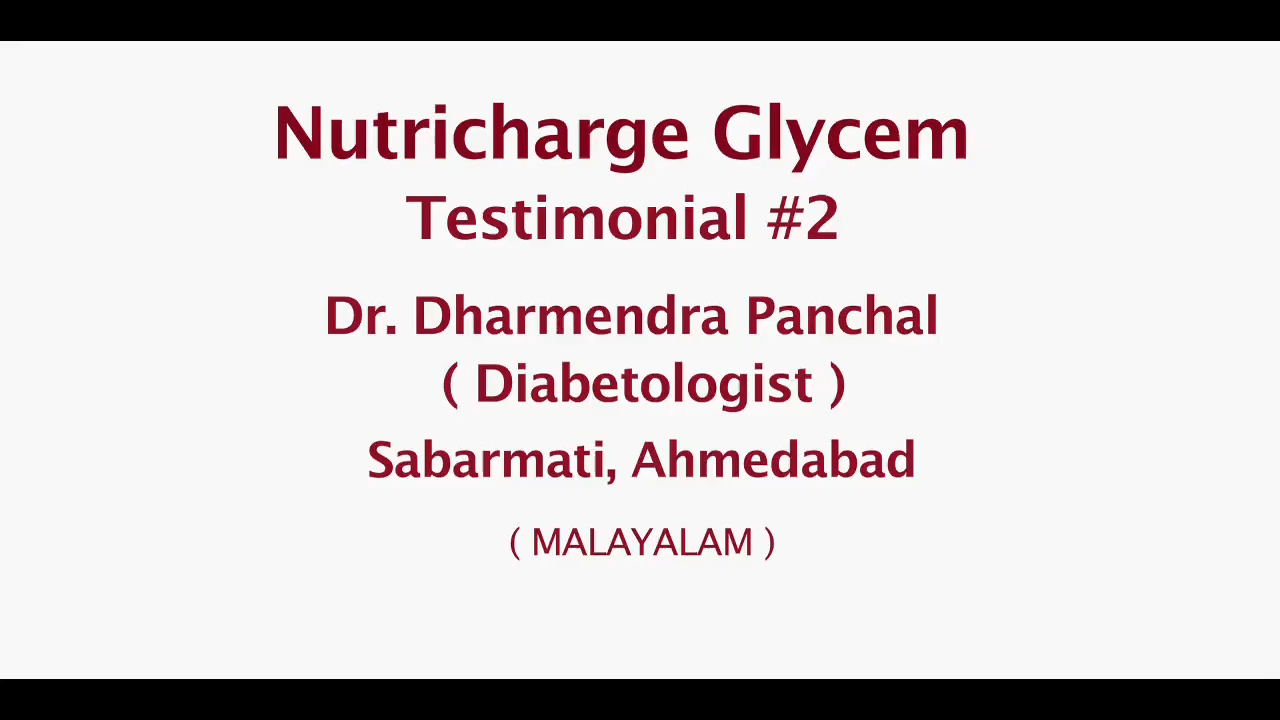 Nutricharge Glycem
Testimonial #2
Dr. Dharmendra Panchal
( Diabetologist )
Sabarmati, Ahmedabad
( MALAYALAM )